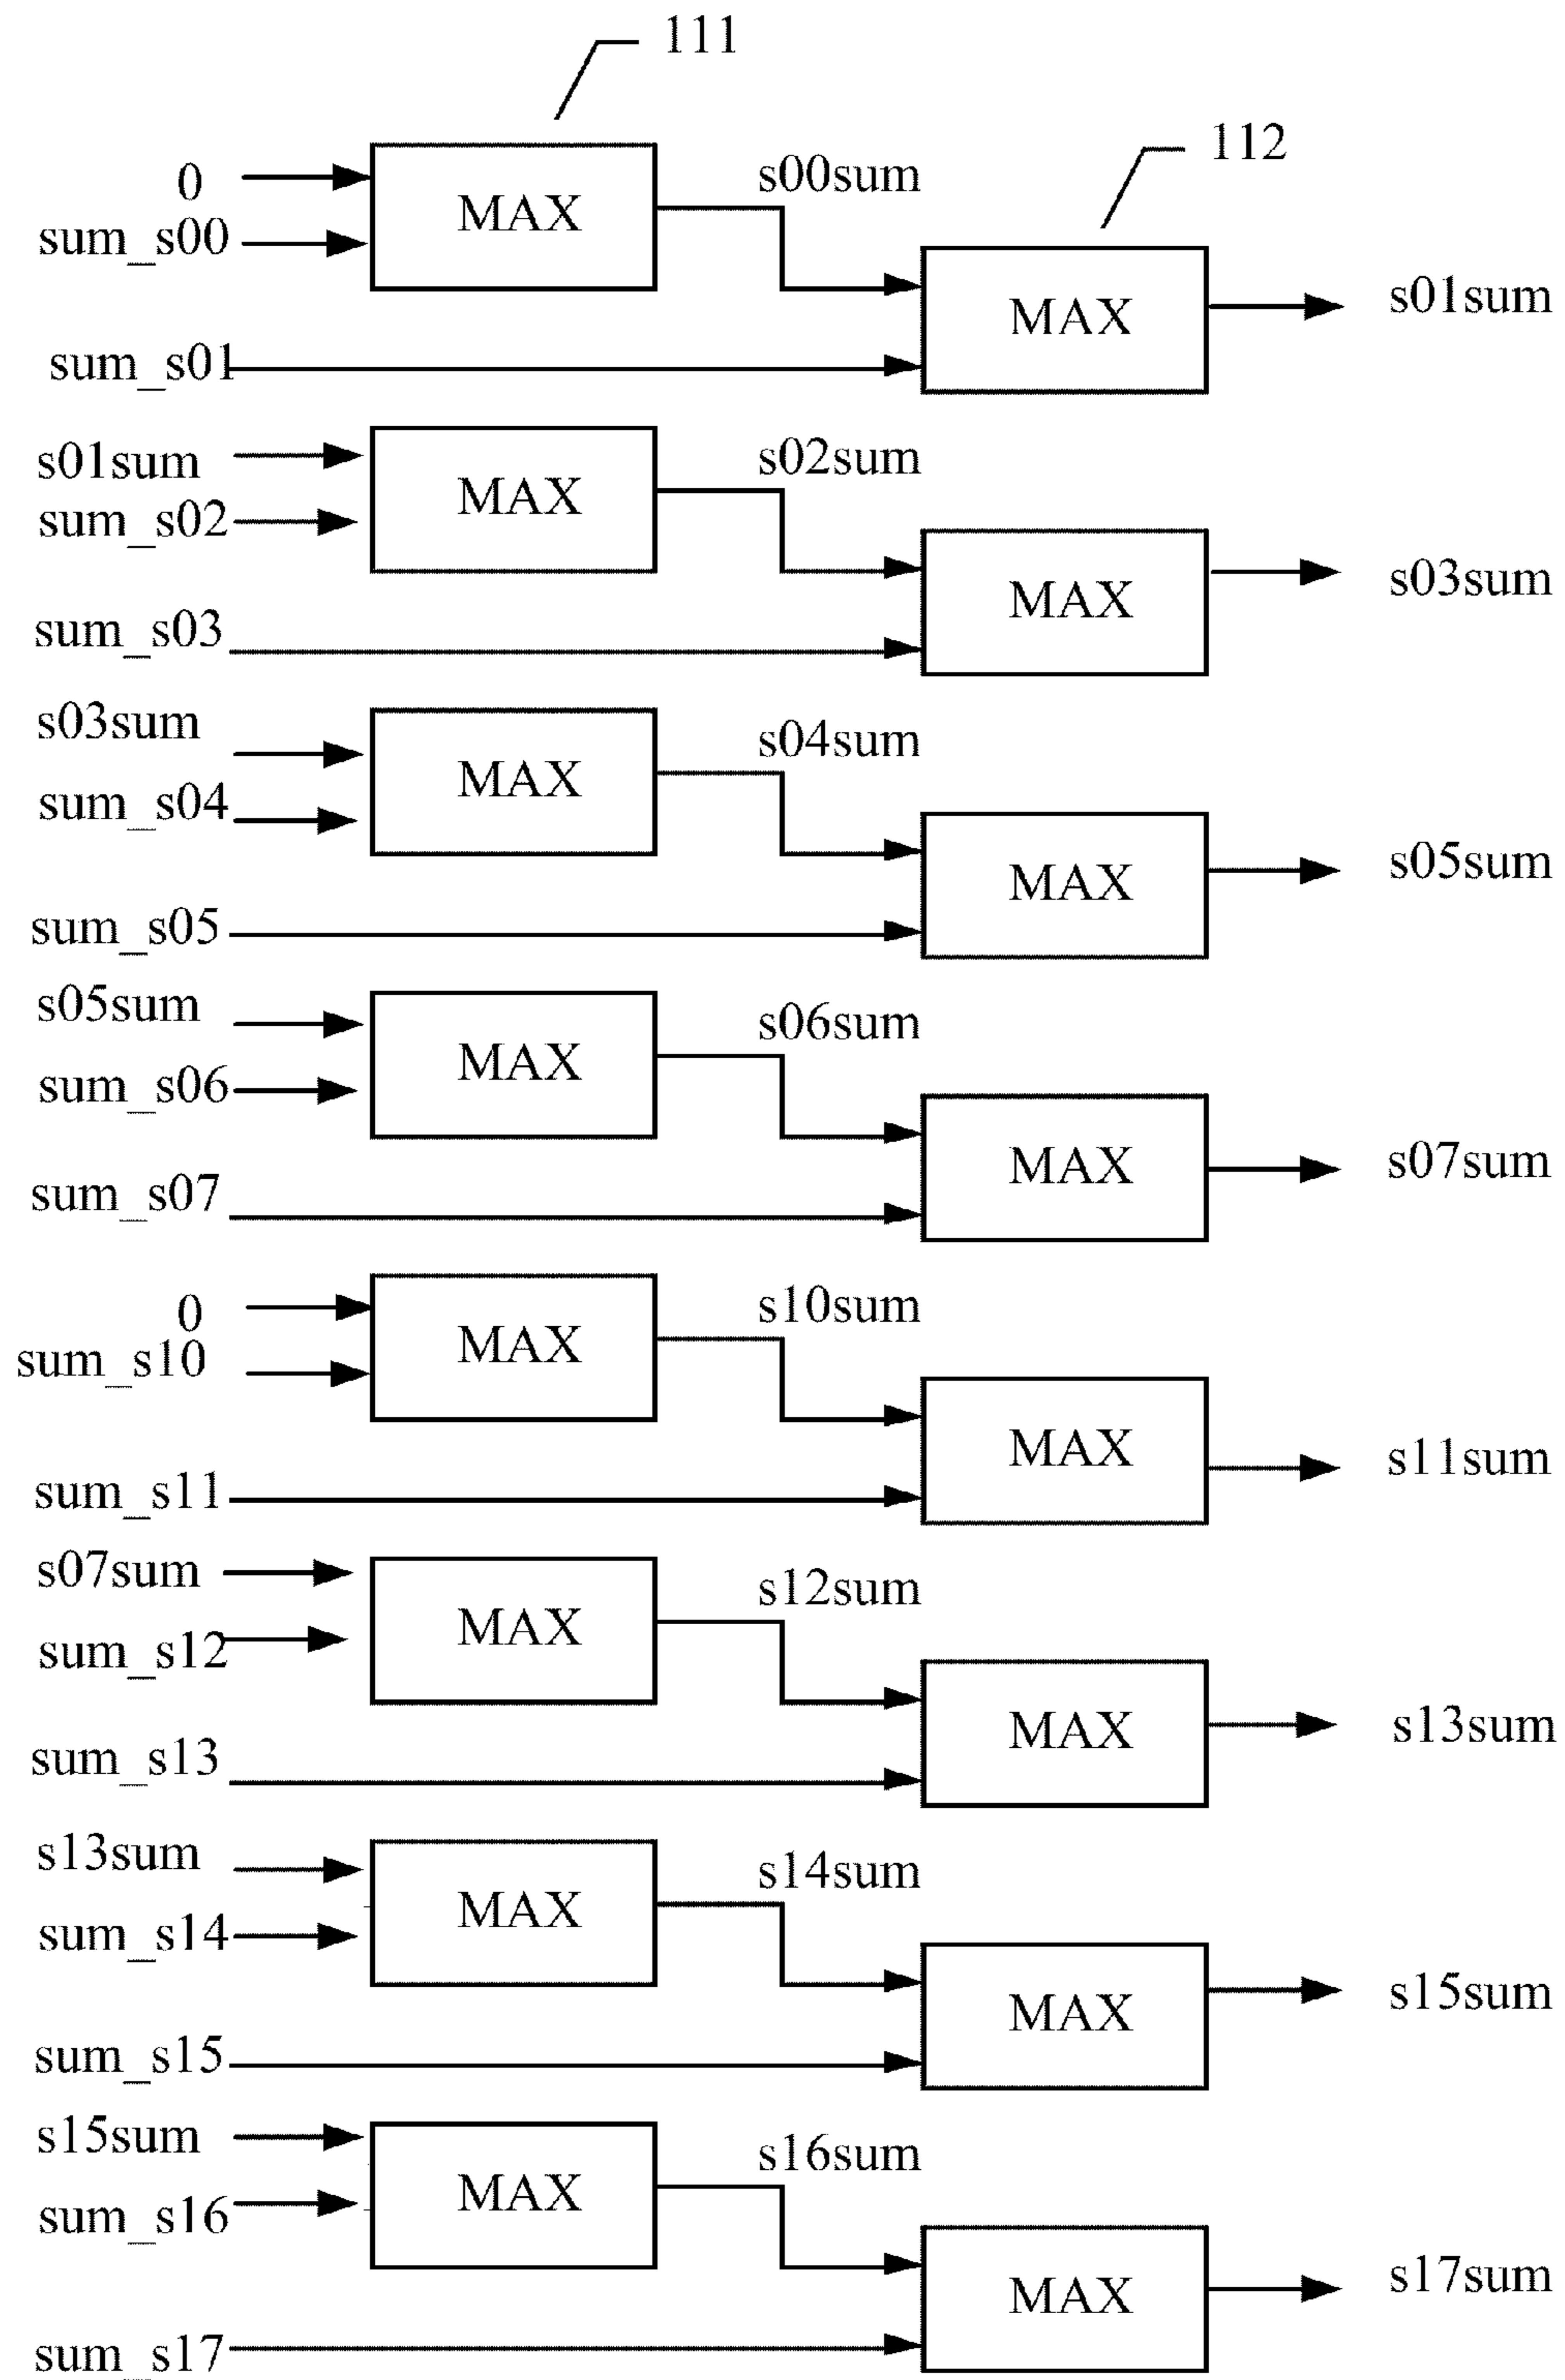 111
112
0
sum_s00
MAX
s00sum
MAX
s01sum
sum_s01
s01sum
sum_s02
MAX
s02sum
MAX
s03sum
sum_s03
s03sum
sum_s04
MAX
s04sum
MAX
s05sum
sum_s05
s05sum
sum_s06
MAX
s06sum
MAX
s07sum
sum_s07
0
sum_s10
MAX
s10sum
MAX
s11sum
sum_s11
s07sum
sum_s12
MAX
s12sum
MAX
s13sum
sum_s13
s13sum
sum_s14
MAX
s14sum
MAX
s15sum
sum_s15
s15sum
sum_s16
MAX
s16sum
MAX
s17sum
sum_s17